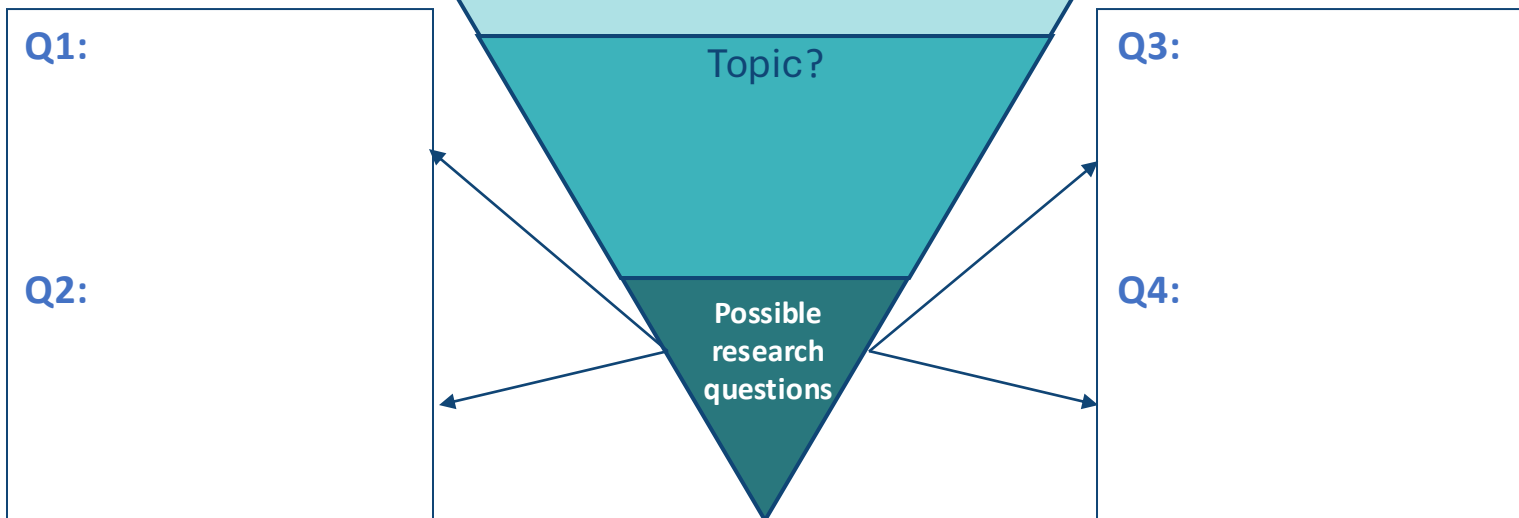 Q1:
Q2:
Topic?
Possible
research
questions
Q3:
Q4: